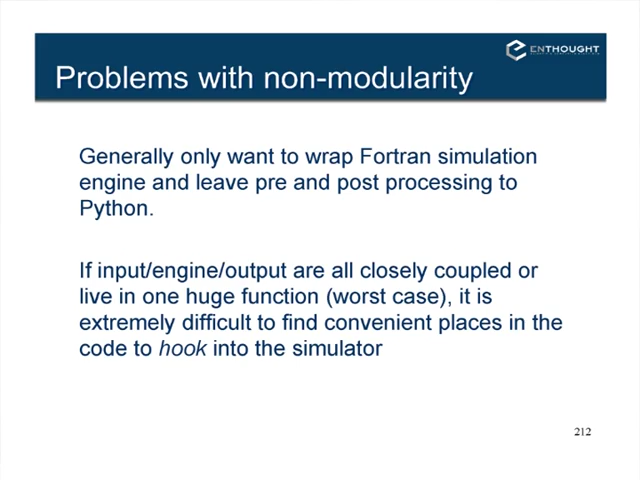 ENTHOUGHT
Problems with non-modularity
Generally only want to wrap Fortran simulation
engine and leave pre and post processing to
Python.
If input/engine/output are all closely coupled or
live in one huge function (worst case), it is
extremely difficult to find convenient places in the
code to hook into the simulator
212